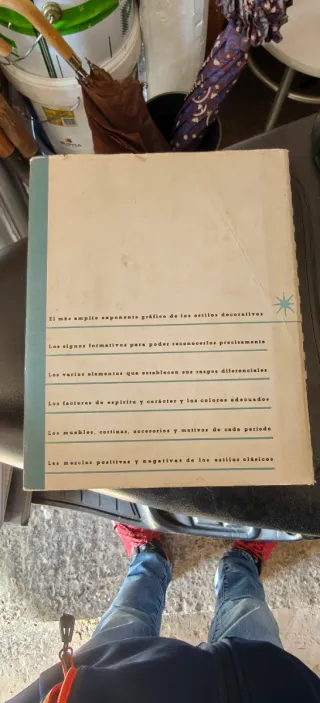 El más amplio exponente gráfico de los estilos decorativos
Los signos formativos para poder reconocerlos precisamente
Los varios elementos que establecen sus rasgos diferenciales
Los factores de espíritu y carácter y los colores adecuados
Los muebles, cortinas, accesorios y motivos de cada período
Las mezclas positivas y negativas de los estilos clásicos